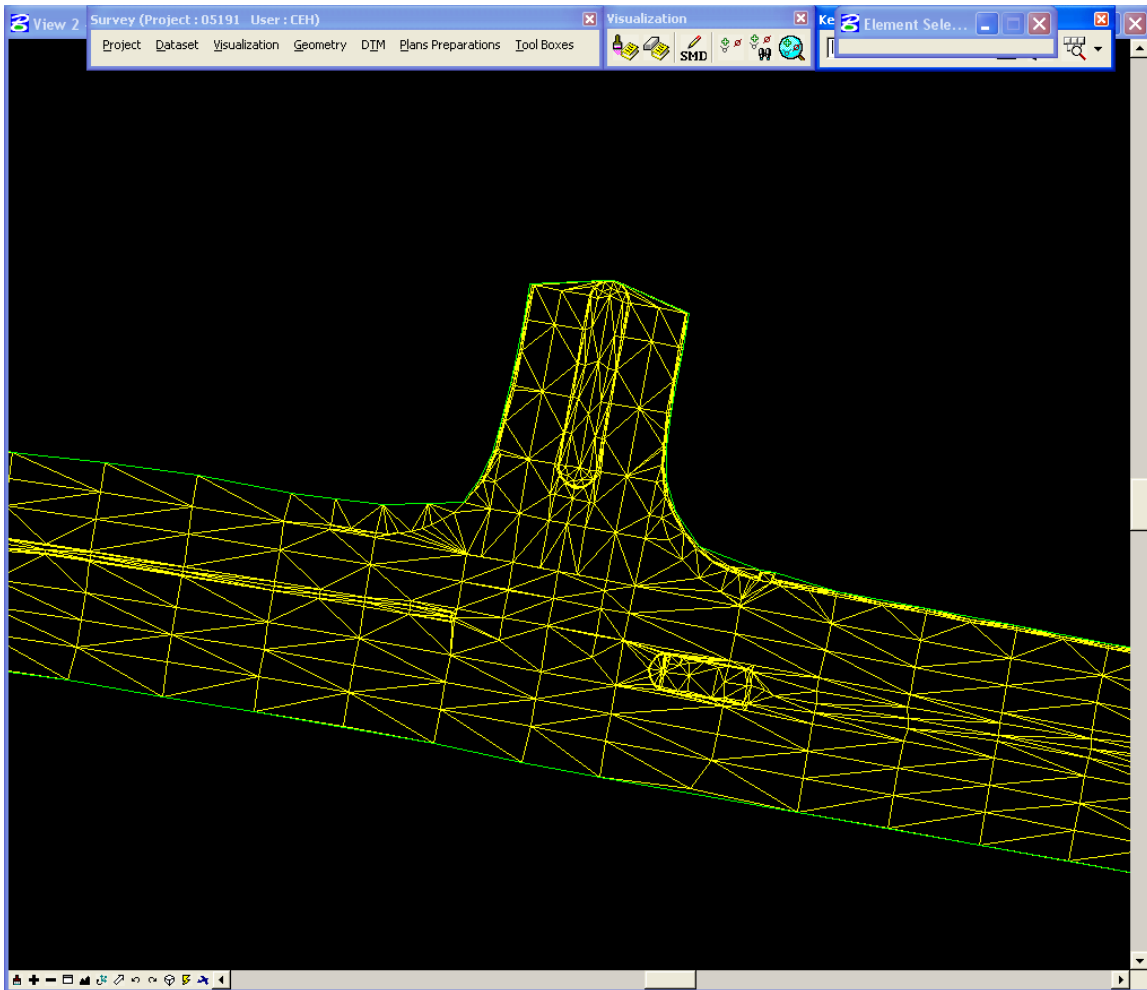 View 2
Survey (Project : 05191 User : CEH)
Project Dataset Visualization Geometry DTM Plans Preparations Tool Boxes
Visualization
SMD
Ke
Element Sele...